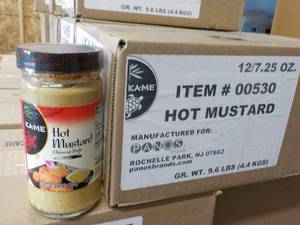 GR. WT. 9.6 LBS (4.4 KGS)
12/7.25 OZ.
KA-ME
ITEM # 00530
HOT MUSTARD
MANUFACTURED FOR:
PANOS
ROCHELLE PARK, NJ 07662
panosbrands.com
GR. WT. 9.6 LBS (4.4 KGS)
KA-ME
Hot
Mustard
Chinese Style